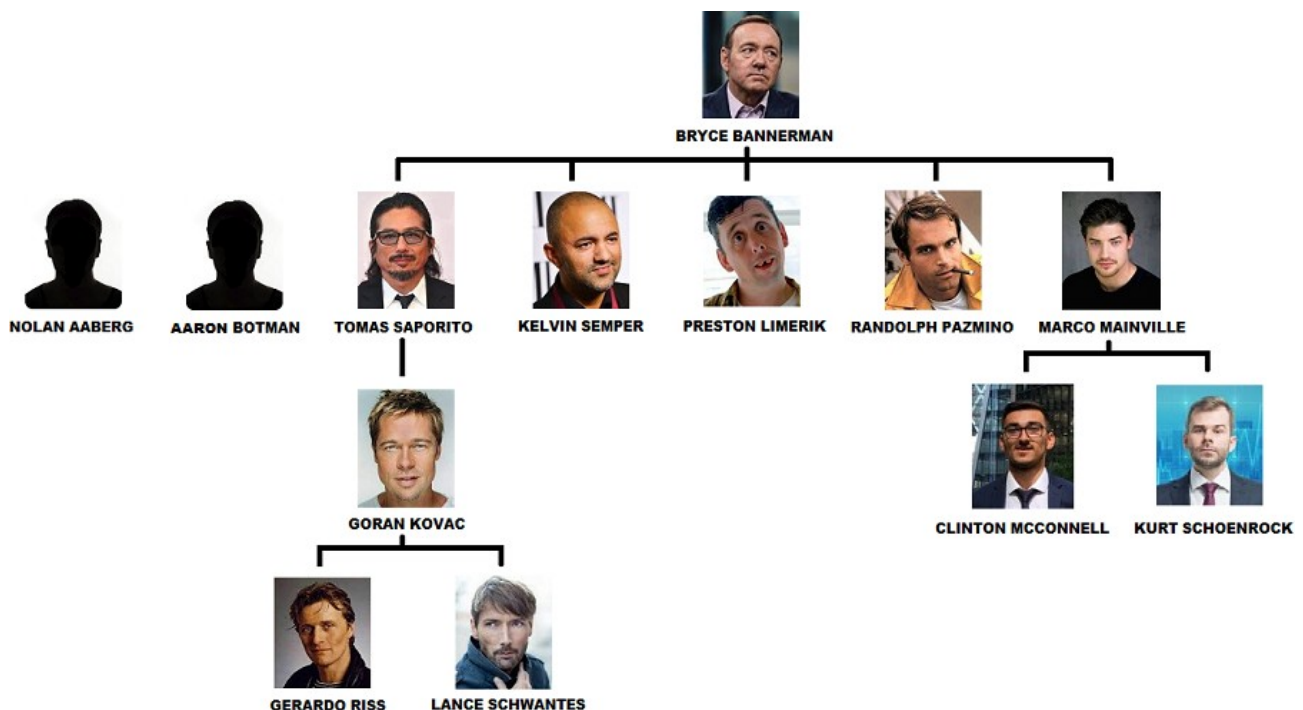 BRYCE BANNERMAN
NOLAN AABERG
AARON BOTMAN
TOMAS SAPORITO
KELVIN SEMPER
PRESTON LIMERIK
RANDOLPH PAZMINO
MARCO MAINVILLE
GORAN KOVAC
CLINTON MCCONNELL
KURT SCHOENROCK
GERARDO RISS
LANCE SCHWANTES